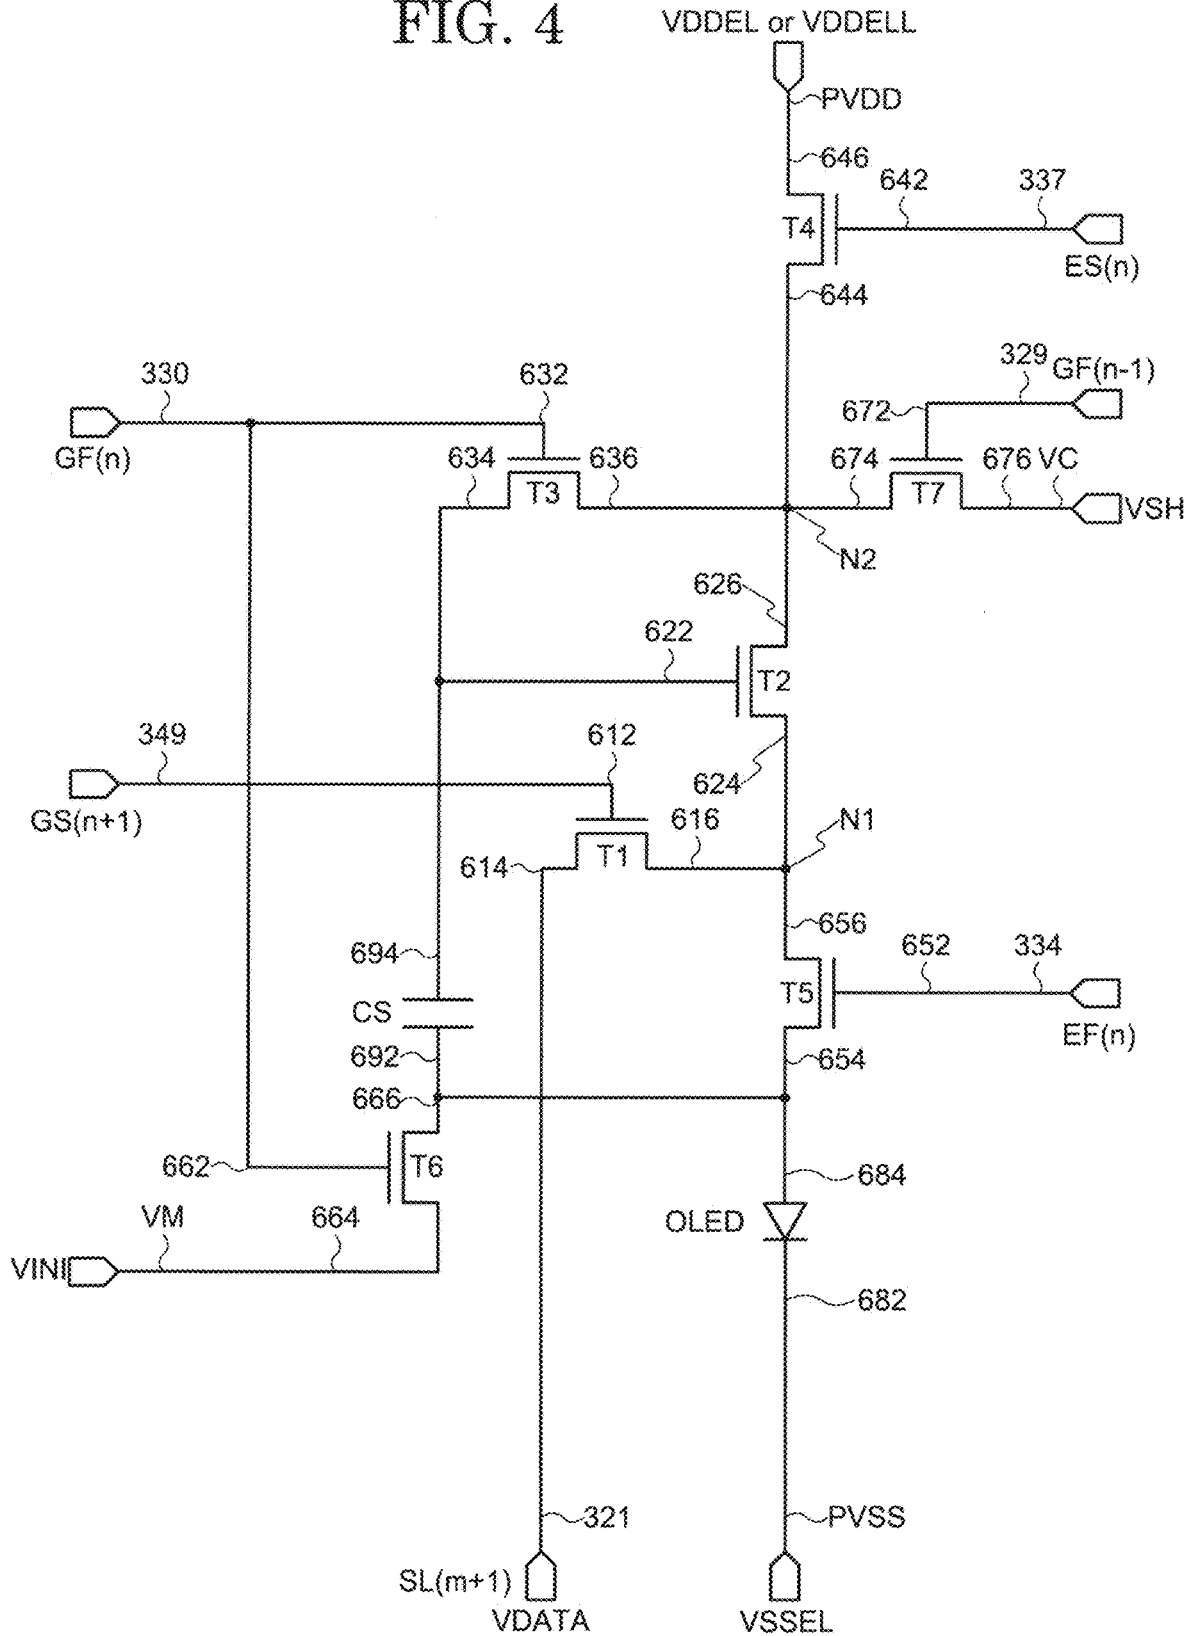 FIG. 4
VDDEL or VDDELL
PVDD
646
642
337
T4
ES(n)
644
330
632
329
GF(n-1)
672
GF(n)
634
636
674
676
VC
T3
T7
VSH
N2
626
622
T2
349
612
624
GS(n+1)
616
N1
T1
614
656
694
652
334
T5
CS
EF(n)
692
654
666
662
T6
684
VM
664
OLED
VINI
682
321
PVSS
SL(m+1)
VDATA
VSSEL